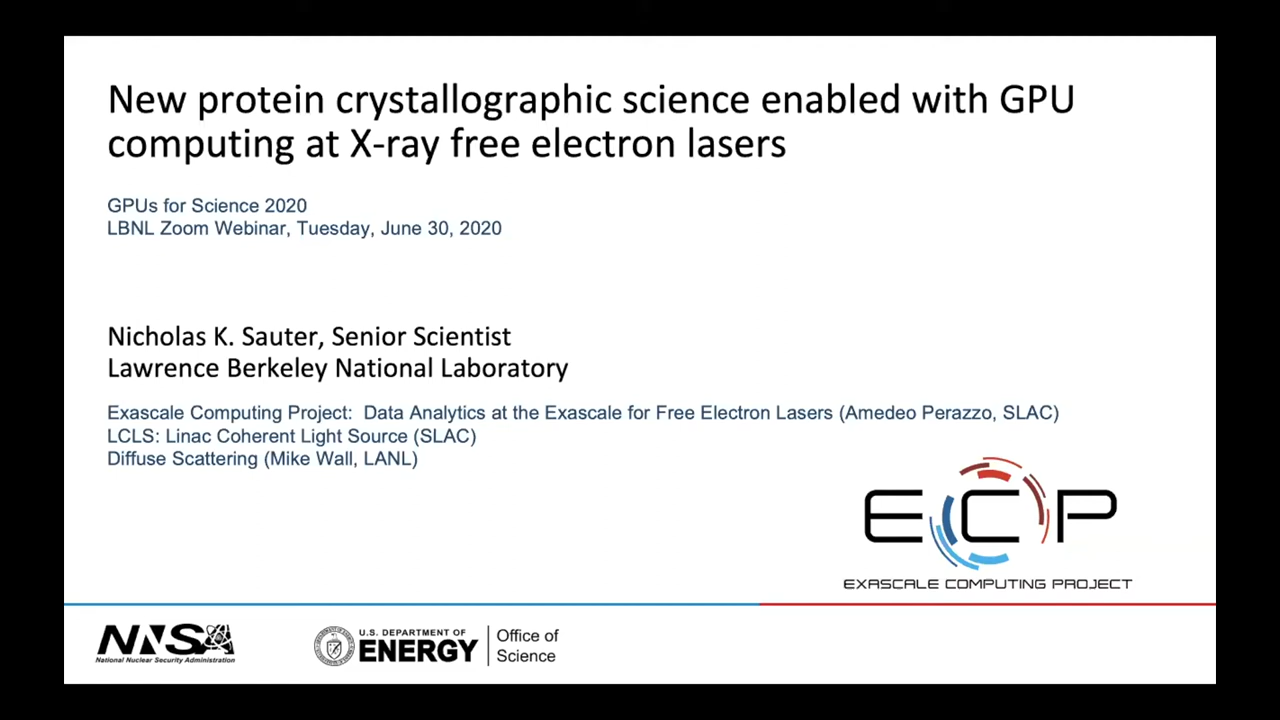 New protein crystallographic science enabled with GPU
computing at X-ray free electron lasers
GPUs for Science 2020
LBNL Zoom Webinar, Tuesday, June 30, 2020
Nicholas K. Sauter, Senior Scientist
Lawrence Berkeley National Laboratory
Exascale Computing Project:  Data Analytics at the Exascale for Free Electron Lasers (Amedeo Perazzo, SLAC)
LCLS: Linac Coherent Light Source (SLAC)
Diffuse Scattering (Mike Wall, LANL)
ECP
EXASCALE COMPUTING PROJECT
NNSA
National Nuclear Security Administration
U.S. DEPARTMENT OF
ENERGY
Office of
Science